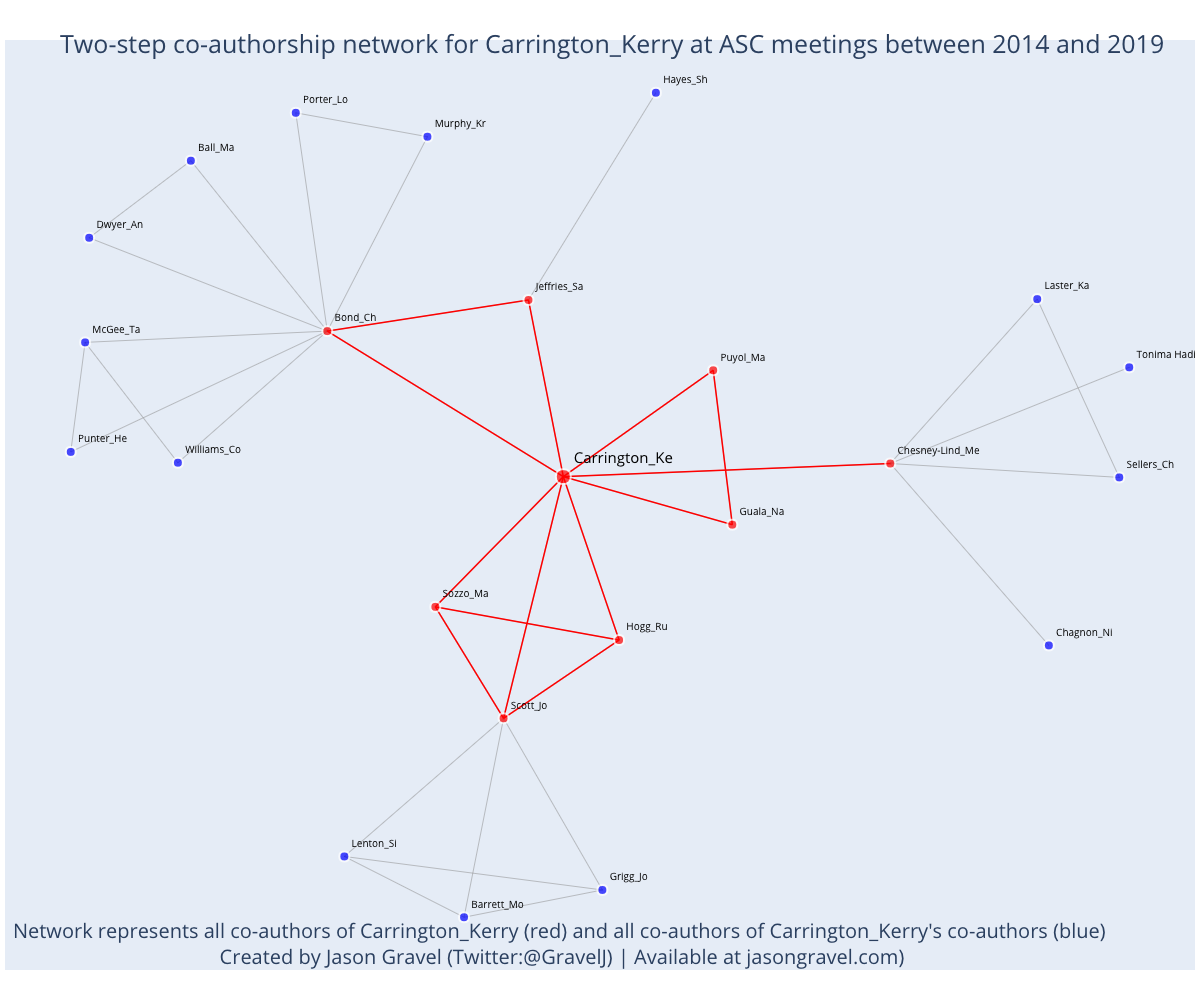 Two-step co-authorship network for Carrington_Kerry at ASC meetings between 2014 and 2019
Hayes_Sh
Porter_Lo
Murphy_Kr
Ball_Ma
Dwyer_An
Jeffries_Sa
Laster_Ka
Bond_Ch
McGee_Ta
Puyol_Ma
Tonima Hadi
Punter_He
Williams_Co
Carrington_Ke
Chesney-Lind_Me
Sellers_Ch
Guala_Na
Sozzo_Ma
Hogg_Ru
Chagnon_Ni
Scott_Jo
Lenton_Si
Grigg_Jo
Barrett_Mo
Network represents all co-authors of Carrington_Kerry (red) and all co-authors of Carrington_Kerry's co-authors (blue)
Created by Jason Gravel (Twitter:@GravelJ) | Available at jasongravel.com)